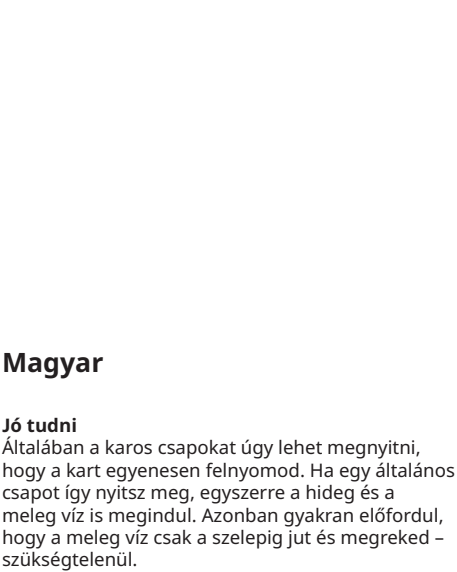 Magyar
Jó tudni
Általában a karos csapokat úgy lehet megnyitni,
hogy a kart egyenesen felnyomod. Ha egy általános
csapot így nyitsz meg, egyszerre a hideg és a
meleg víz is megindul. Azonban gyakran előfordul,
hogy a meleg víz csak a szelepig jut és megreked –
szükségtelenül.